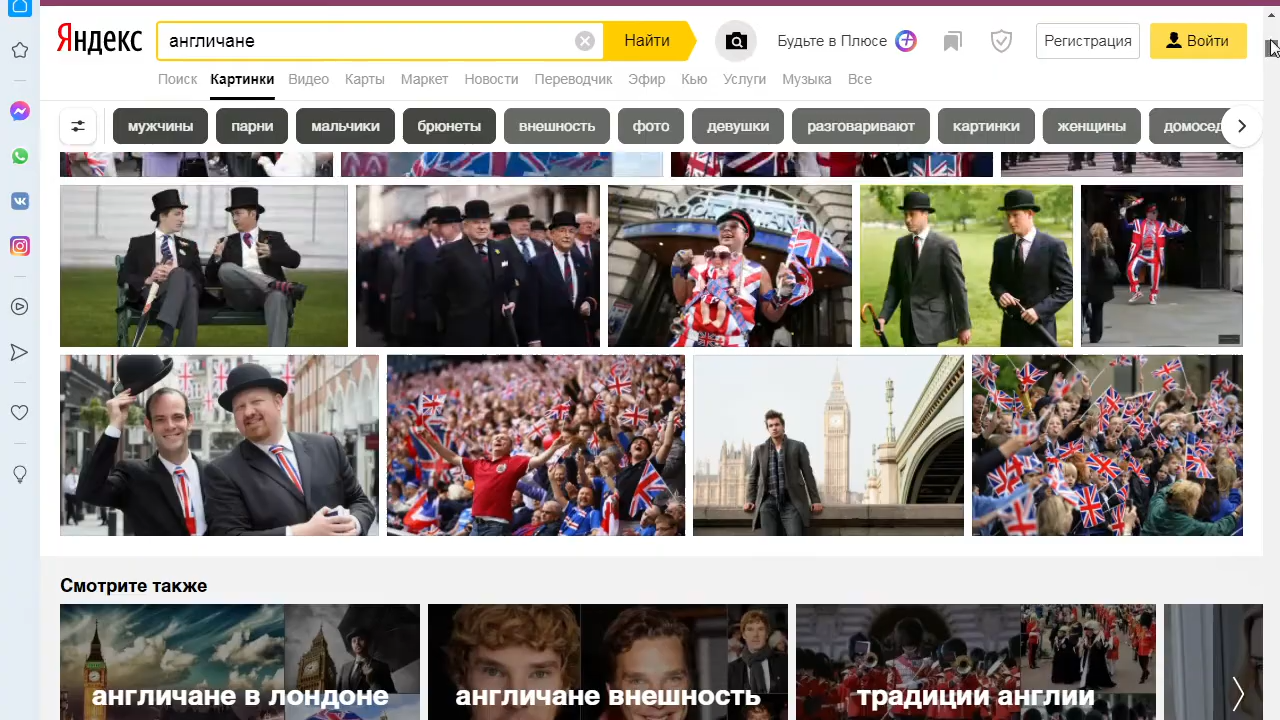 Яндекс
англичане
Найти
Будьте в Плюсе
Регистрация
Войти
Поиск Картинки Видео Карты Маркет Новости Переводчик Эфир Кью Услуги Музыка Все
мужчины парни мальчики брюнеты внешность фото девушки разговаривают картинки женщины домосед
Смотрите также
англичане в лондоне
англичане внешность
традиции англии